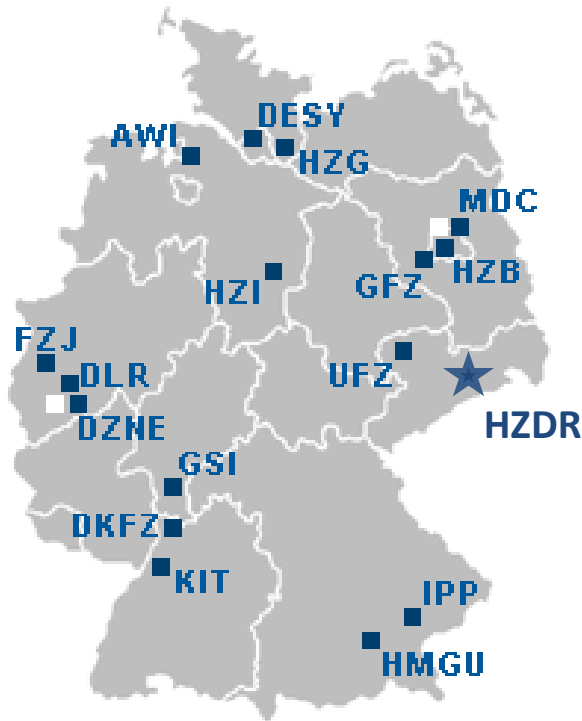 DESY
AWI
HZG
MDC
HZB
GFZ
HZI
FZJ
DLR
UFZ
DZNE
HZDR
GSI
DKFZ
KIT
IPP
HMGU